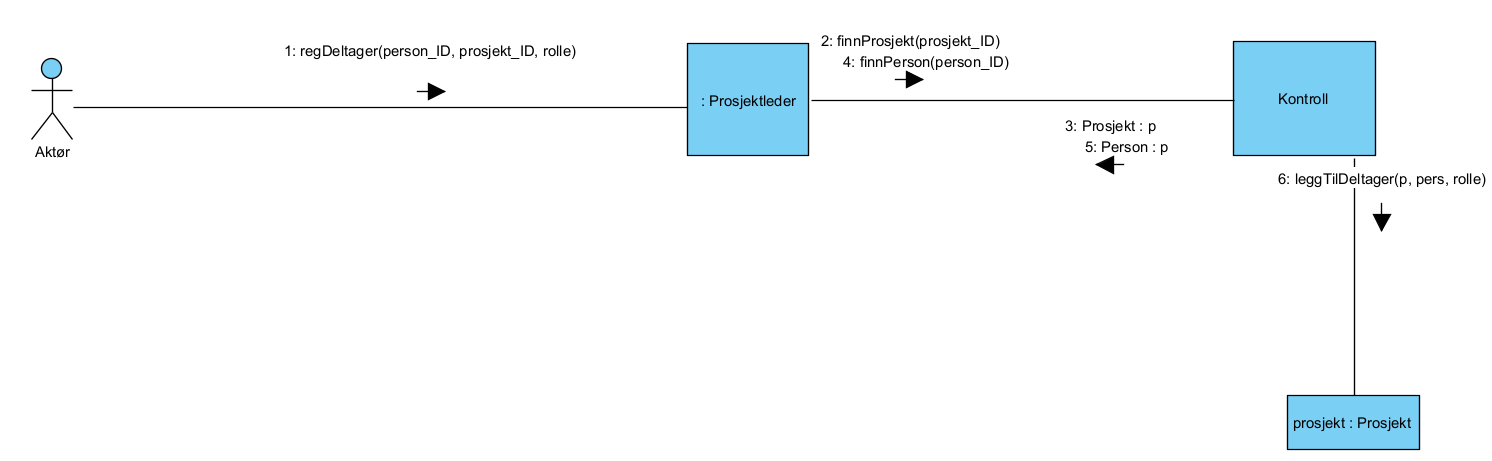 1: regDeltager(person_ID, prosjekt_ID, rolle)
Aktør
: Prosjektleder
2: finnProsjekt(prosjekt_ID)
4: finnPerson(person_ID)
3: Prosjekt : p
5: Person : p
Kontroll
6: leggTilDeltager(p, pers, rolle)
prosjekt : Prosjekt